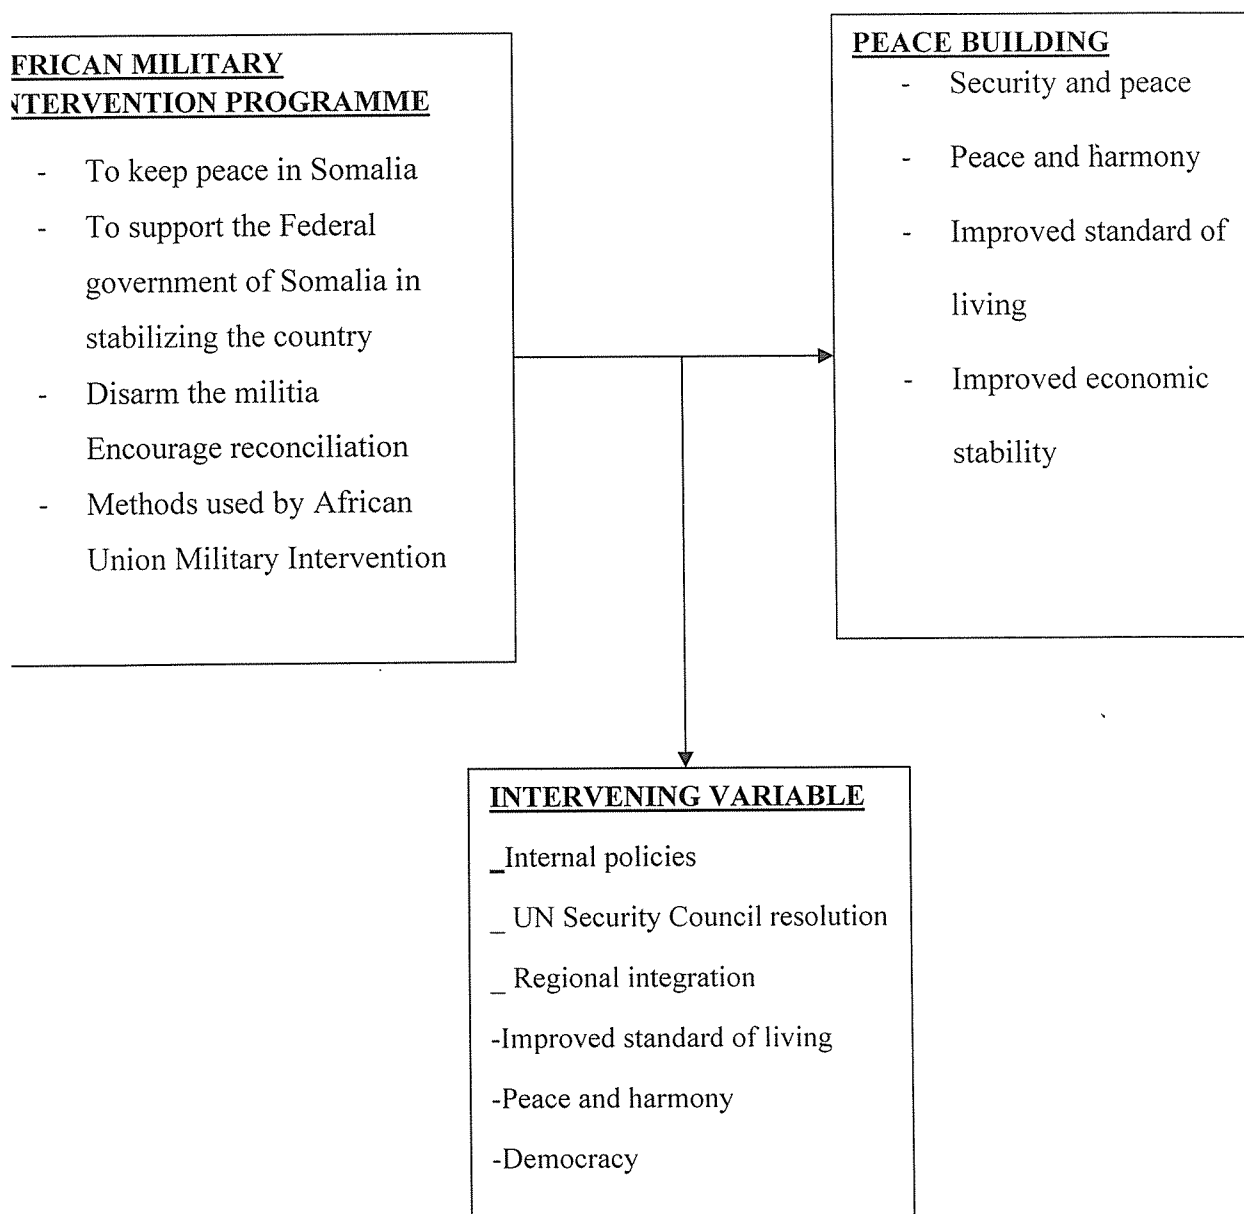 FRICAN MILITARY
NTERVENTION PROGRAMME
- To keep peace in Somalia
- To support the Federal
government of Somalia in
stabilizing the country
- Disarm the militia
Encourage reconciliation
- Methods used by African
Union Military Intervention
PEACE BUILDING
- Security and peace
- Peace and harmony
- Improved standard of
living
- Improved economic
stability
INTERVENING VARIABLE
_Internal policies
_ UN Security Council resolution
_ Regional integration
-Improved standard of living
-Peace and harmony
-Democracy